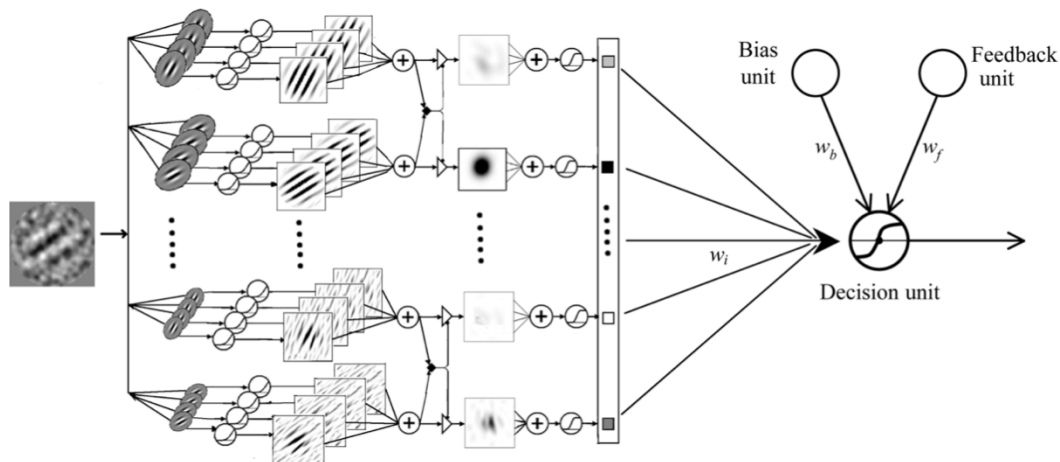 Bias
unit
Feedback
unit
w_b
w_f
w_i
Decision unit